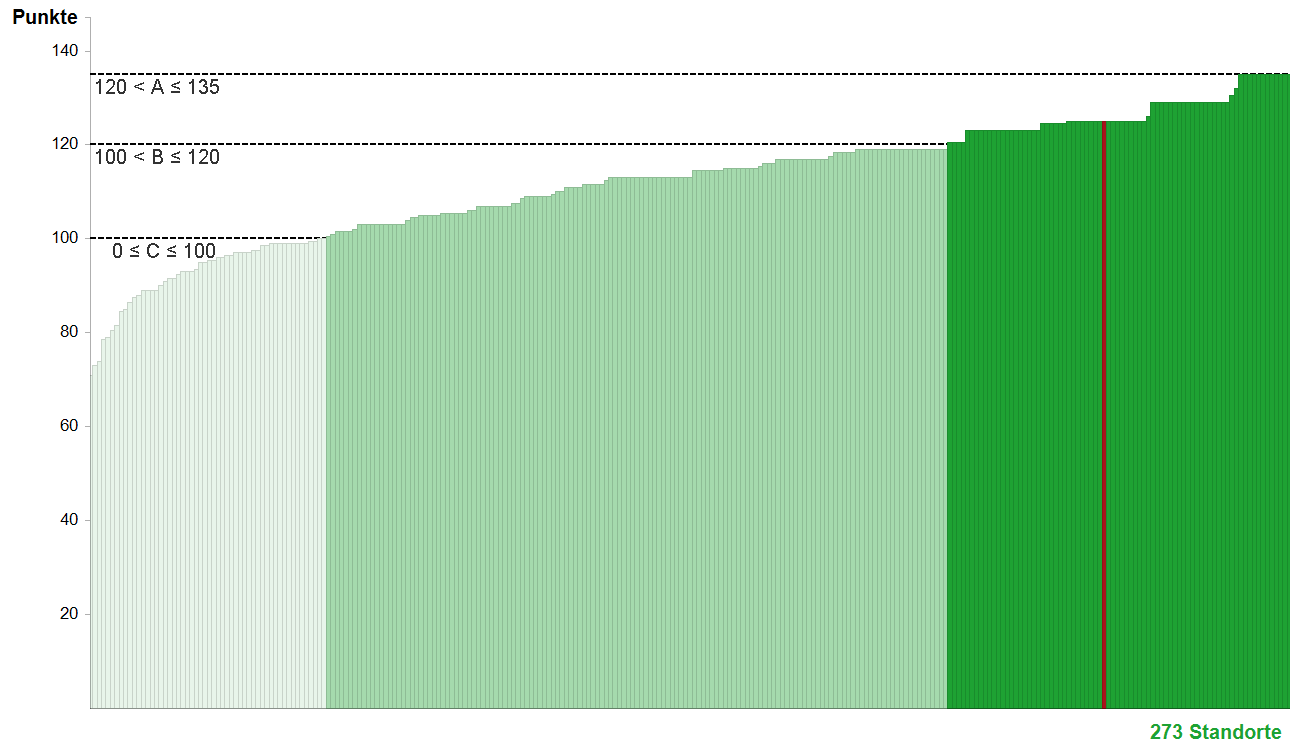 Punkte
140
120 < A ≤ 135
120
100 < B ≤ 120
100
0 ≤ C ≤ 100
80
60
40
20
273 Standorte